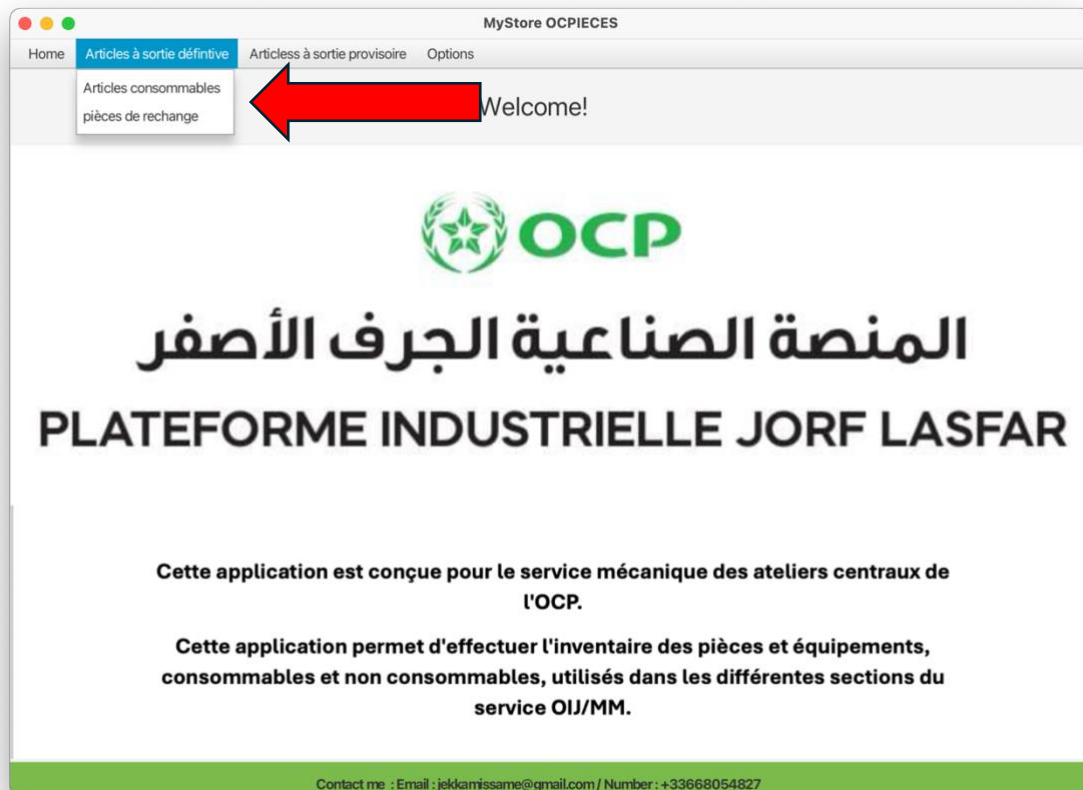 MyStore OCPIECES
Home Articles à sortie défintive Articless à sortie provisoire Options
Articles consommables
pièces de rechange
Welcome!
OCP
المنصة الصناعية الجرف الأصفر
PLATEFORME INDUSTRIELLE JORF LASFAR
Cette application est conçue pour le service mécanique des ateliers centraux de
l'OCP.
Cette application permet d'effectuer l'inventaire des pièces et équipements,
consommables et non consommables, utilisés dans les différentes sections du
service OIJ/MM.
Contact me : Email : jekkamissame@gmail.com / Number : +33668054827